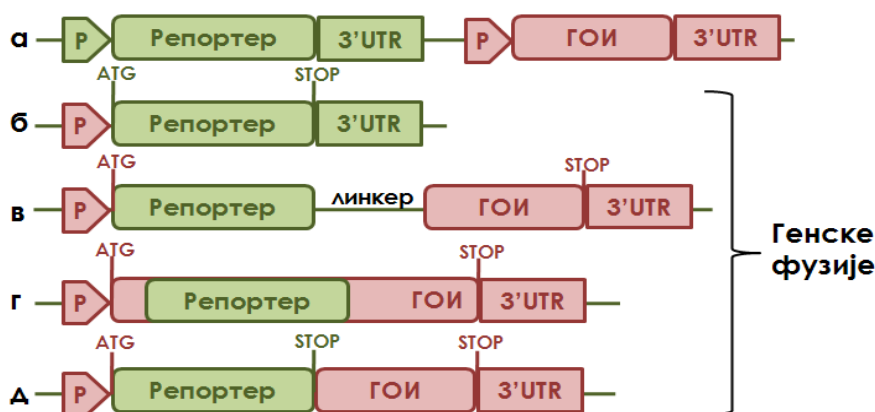 а P Репортер 3'UTR P ГОИ 3'UTR
ATG STOP
б P Репортер 3'UTR
ATG STOP
в P Репортер линкер ГОИ 3'UTR
ATG STOP
г P Репортер ГОИ 3'UTR
ATG STOP STOP
д P Репортер ГОИ 3'UTR
Генске
фузије